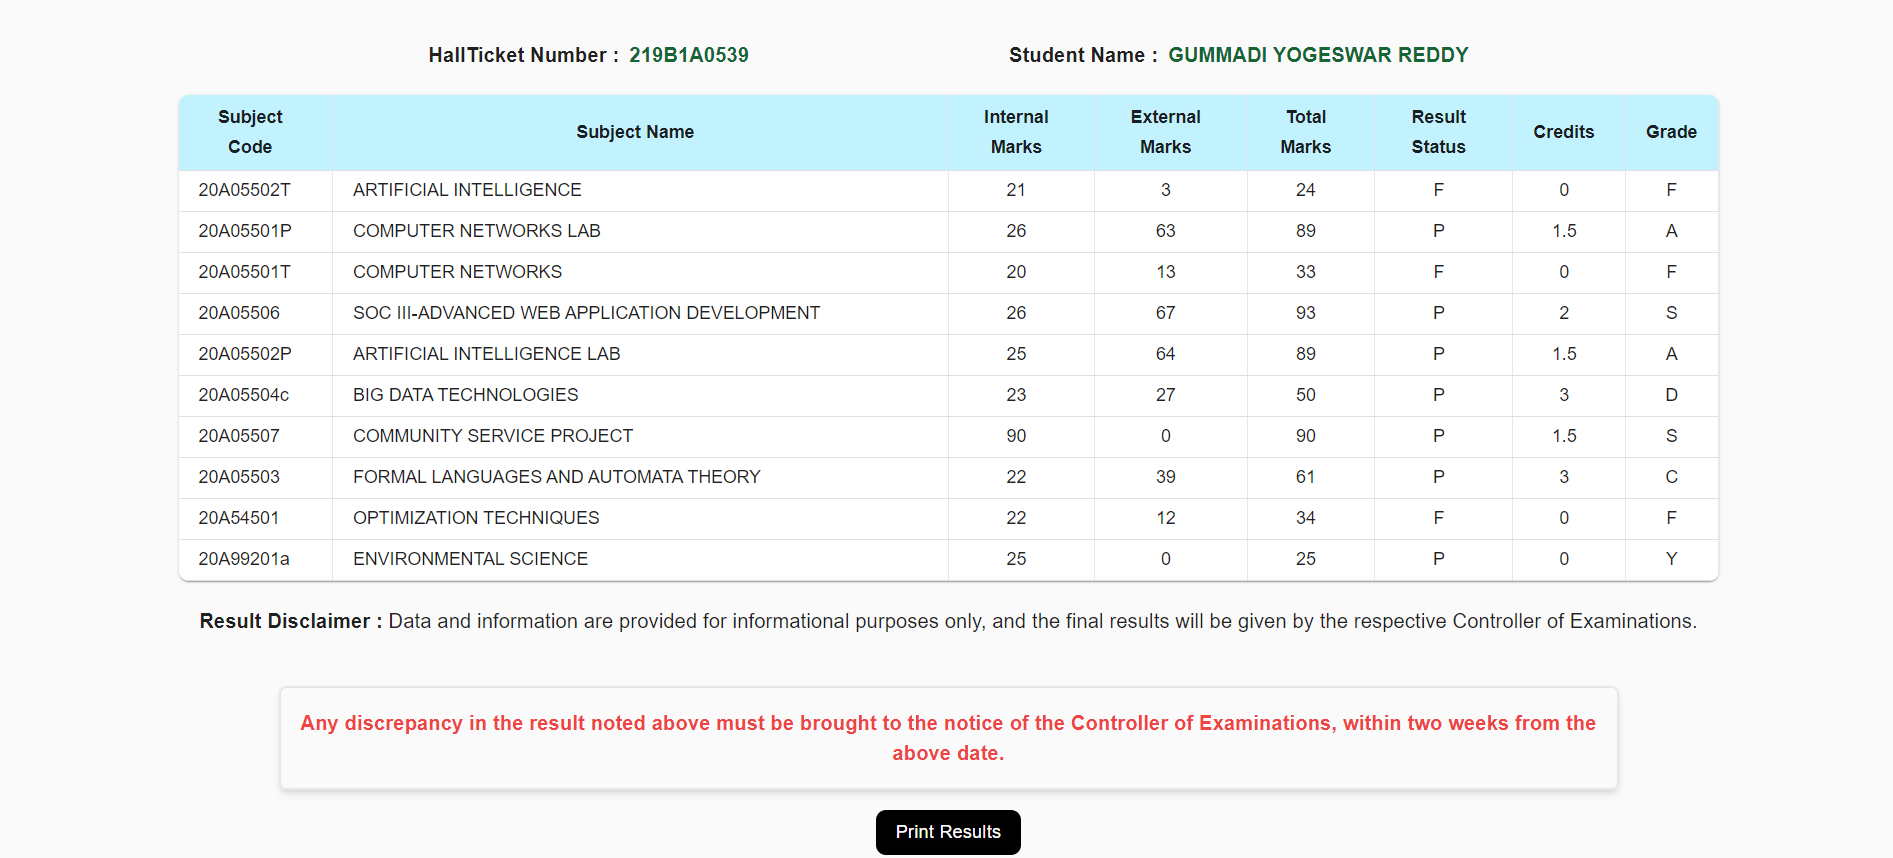 HallTicket Number : 219B1A0539 Student Name : GUMMADI YOGESWAR REDDY
Subject Code Subject Name Internal Marks External Marks Total Marks Result Status Credits Grade
20A05502T ARTIFICIAL INTELLIGENCE 21 3 24 F 0 F
20A05501P COMPUTER NETWORKS LAB 26 63 89 P 1.5 A
20A05501T COMPUTER NETWORKS 20 13 33 F 0 F
20A05506 SOC III-ADVANCED WEB APPLICATION DEVELOPMENT 26 67 93 P 2 S
20A05502P ARTIFICIAL INTELLIGENCE LAB 25 64 89 P 1.5 A
20A05504c BIG DATA TECHNOLOGIES 23 27 50 P 3 D
20A05507 COMMUNITY SERVICE PROJECT 90 0 90 P 1.5 S
20A05503 FORMAL LANGUAGES AND AUTOMATA THEORY 22 39 61 P 3 C
20A54501 OPTIMIZATION TECHNIQUES 22 12 34 F 0 F
20A99201a ENVIRONMENTAL SCIENCE 25 0 25 P 0 Y
Result Disclaimer : Data and information are provided for informational purposes only, and the final results will be given by the respective Controller of Examinations.
Any discrepancy in the result noted above must be brought to the notice of the Controller of Examinations, within two weeks from the
above date.
Print Results